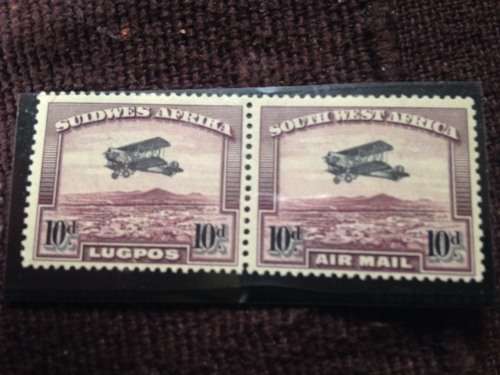 SUIDWES AFRIKA
10d 10d
LUGPOS
SOUTH WEST AFRICA
10d 10d
AIR MAIL